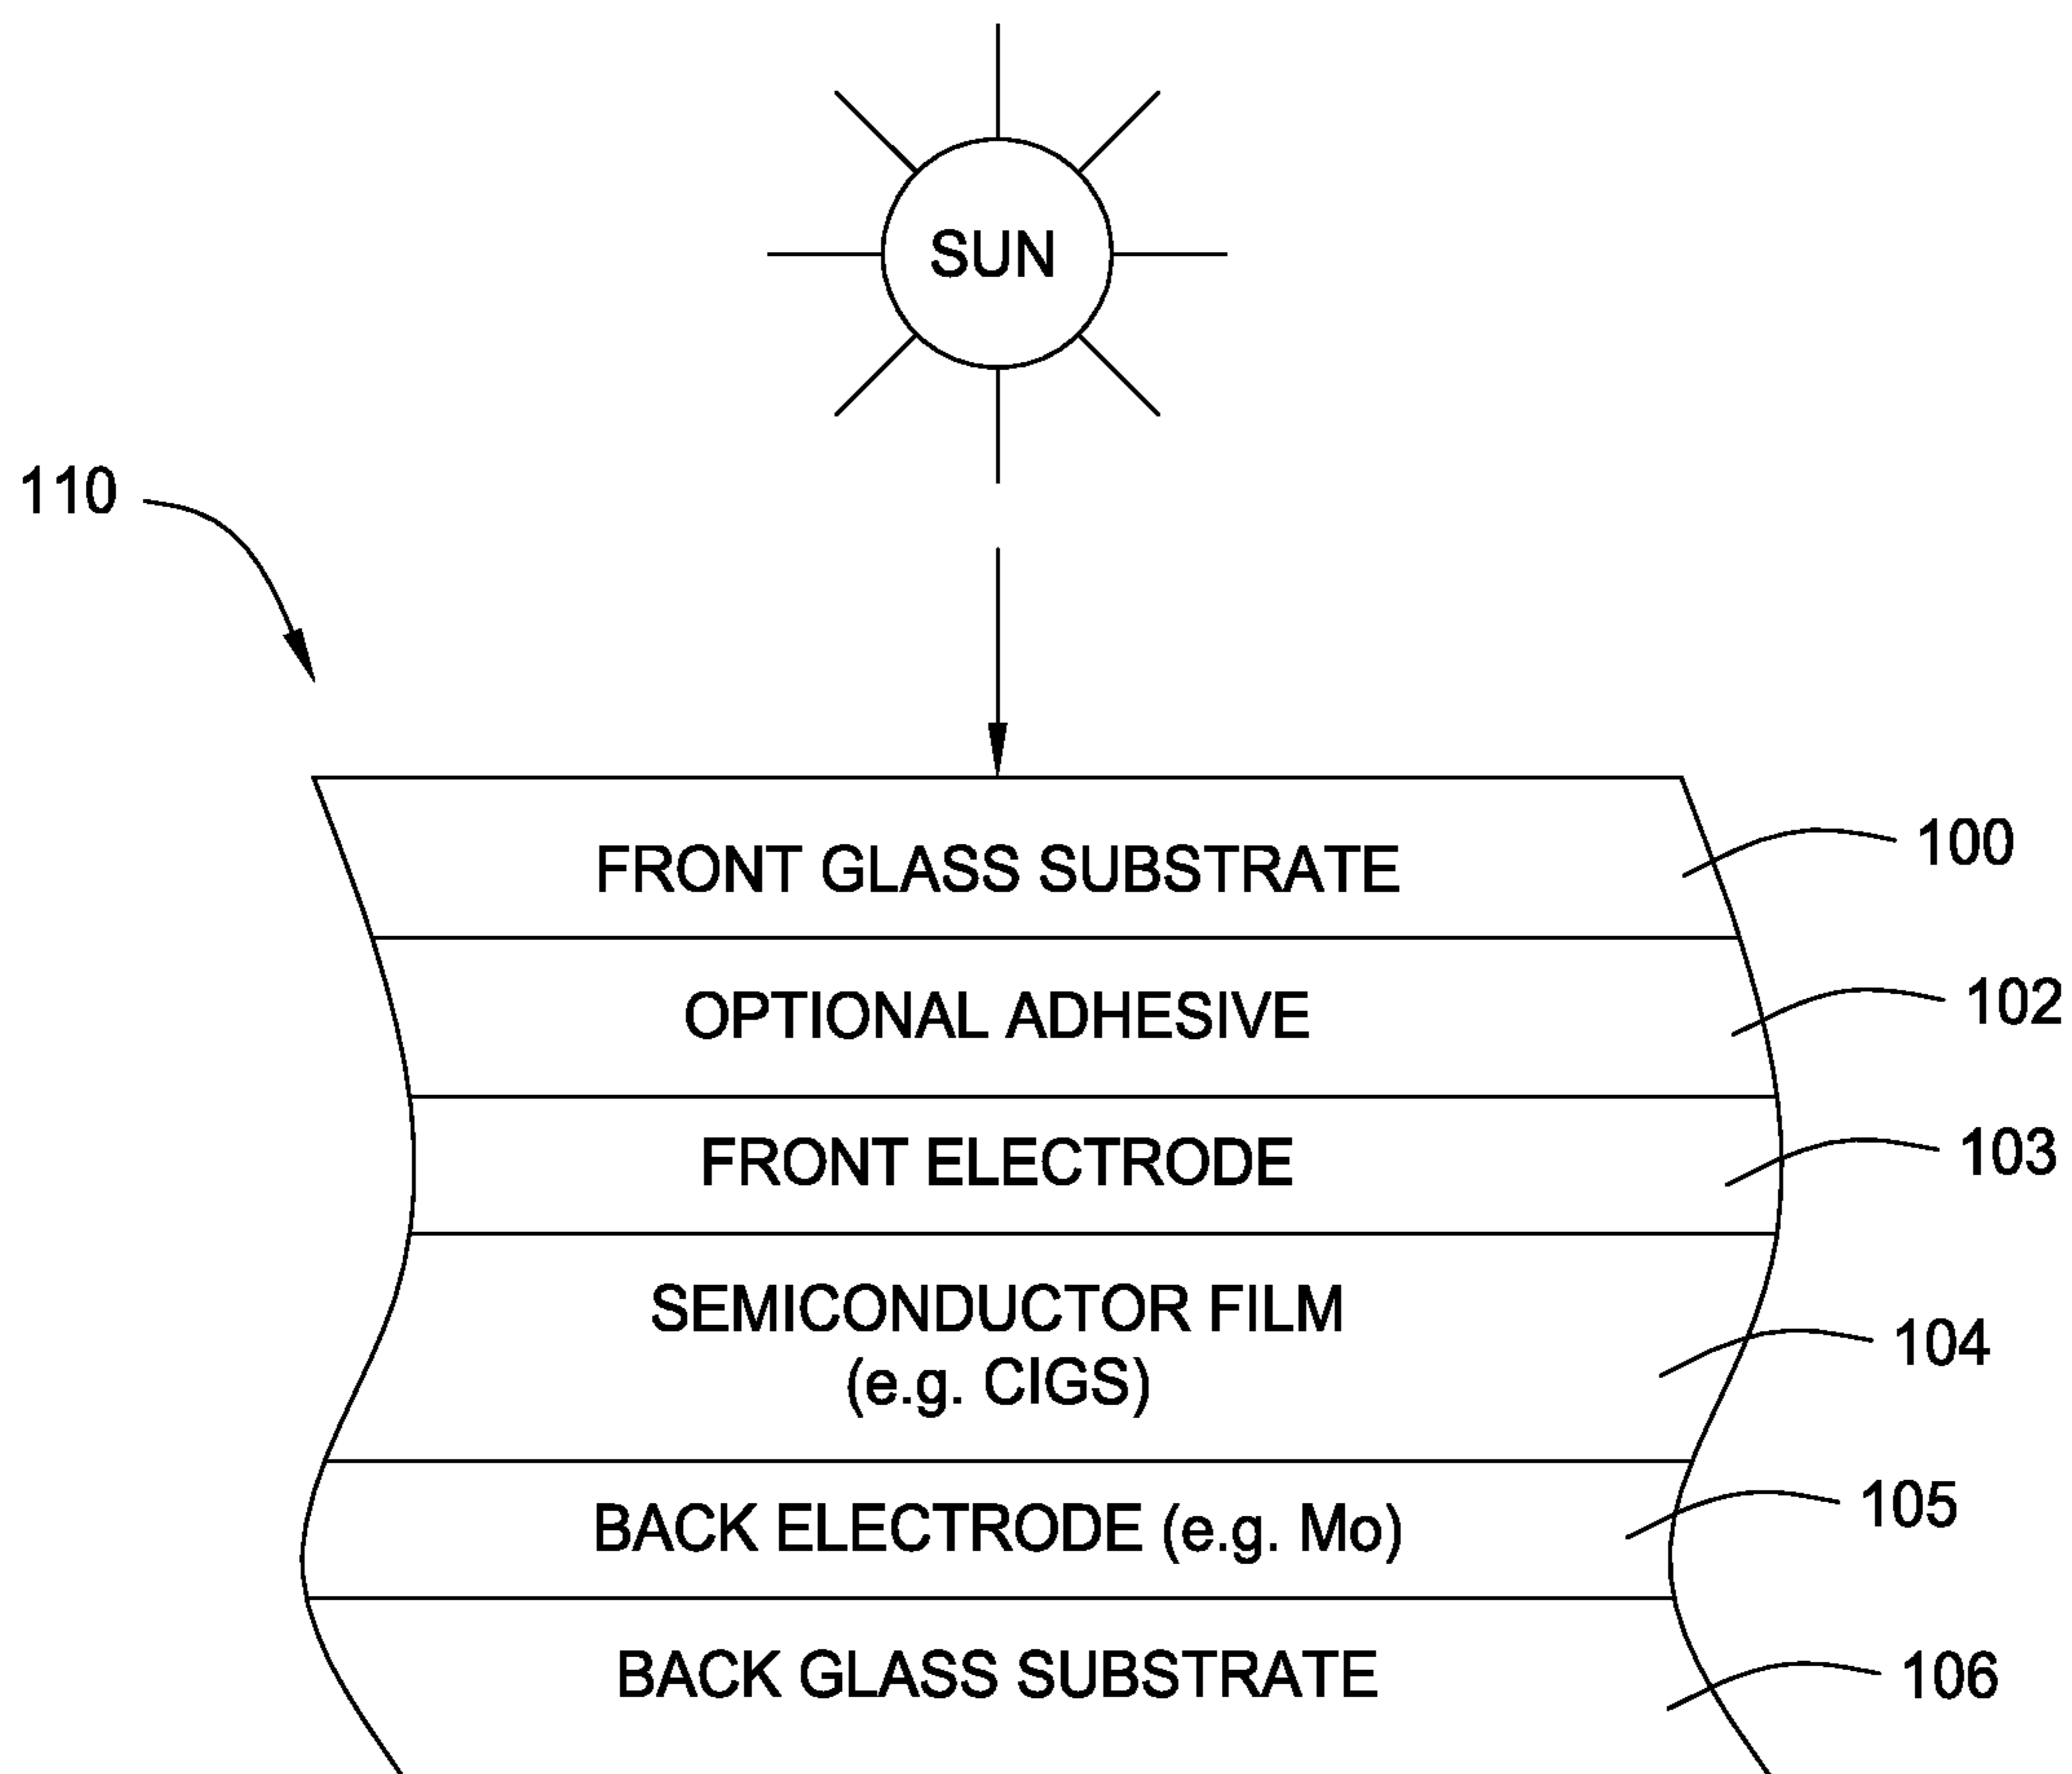 SUN
110
FRONT GLASS SUBSTRATE
100
OPTIONAL ADHESIVE
102
FRONT ELECTRODE
103
SEMICONDUCTOR FILM
(e.g. CIGS)
104
BACK ELECTRODE (e.g. Mo)
105
BACK GLASS SUBSTRATE
106